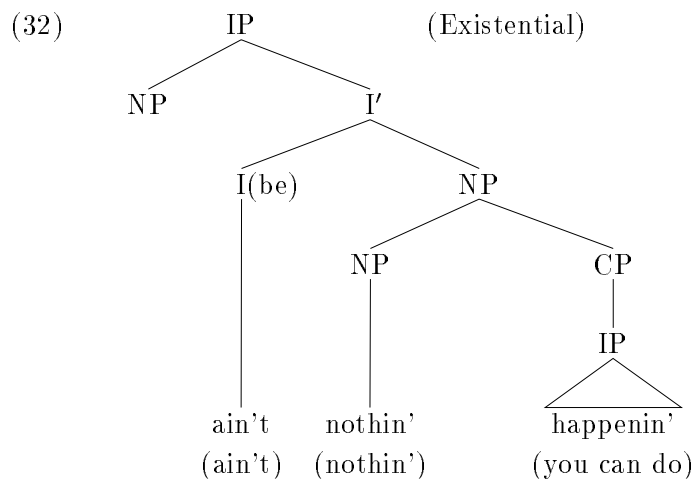 (32) IP (Existential)
NP I′
I(be) NP
NP CP
IP
ain't nothin' happenin'
(ain't) (nothin') (you can do)